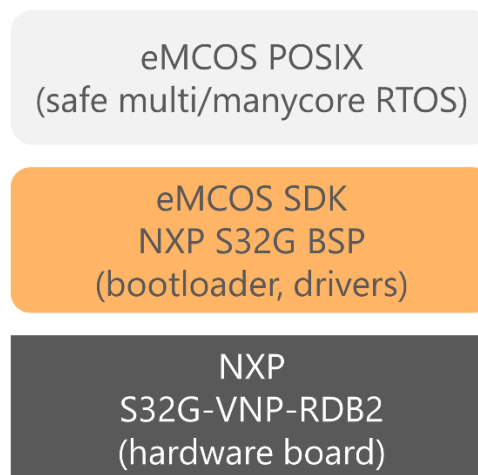 eMCOS POSIX
(safe multi/manycore RTOS)
eMCOS SDK
NXP S32G BSP
(bootloader, drivers)
NXP
S32G-VNP-RDB2
(hardware board)